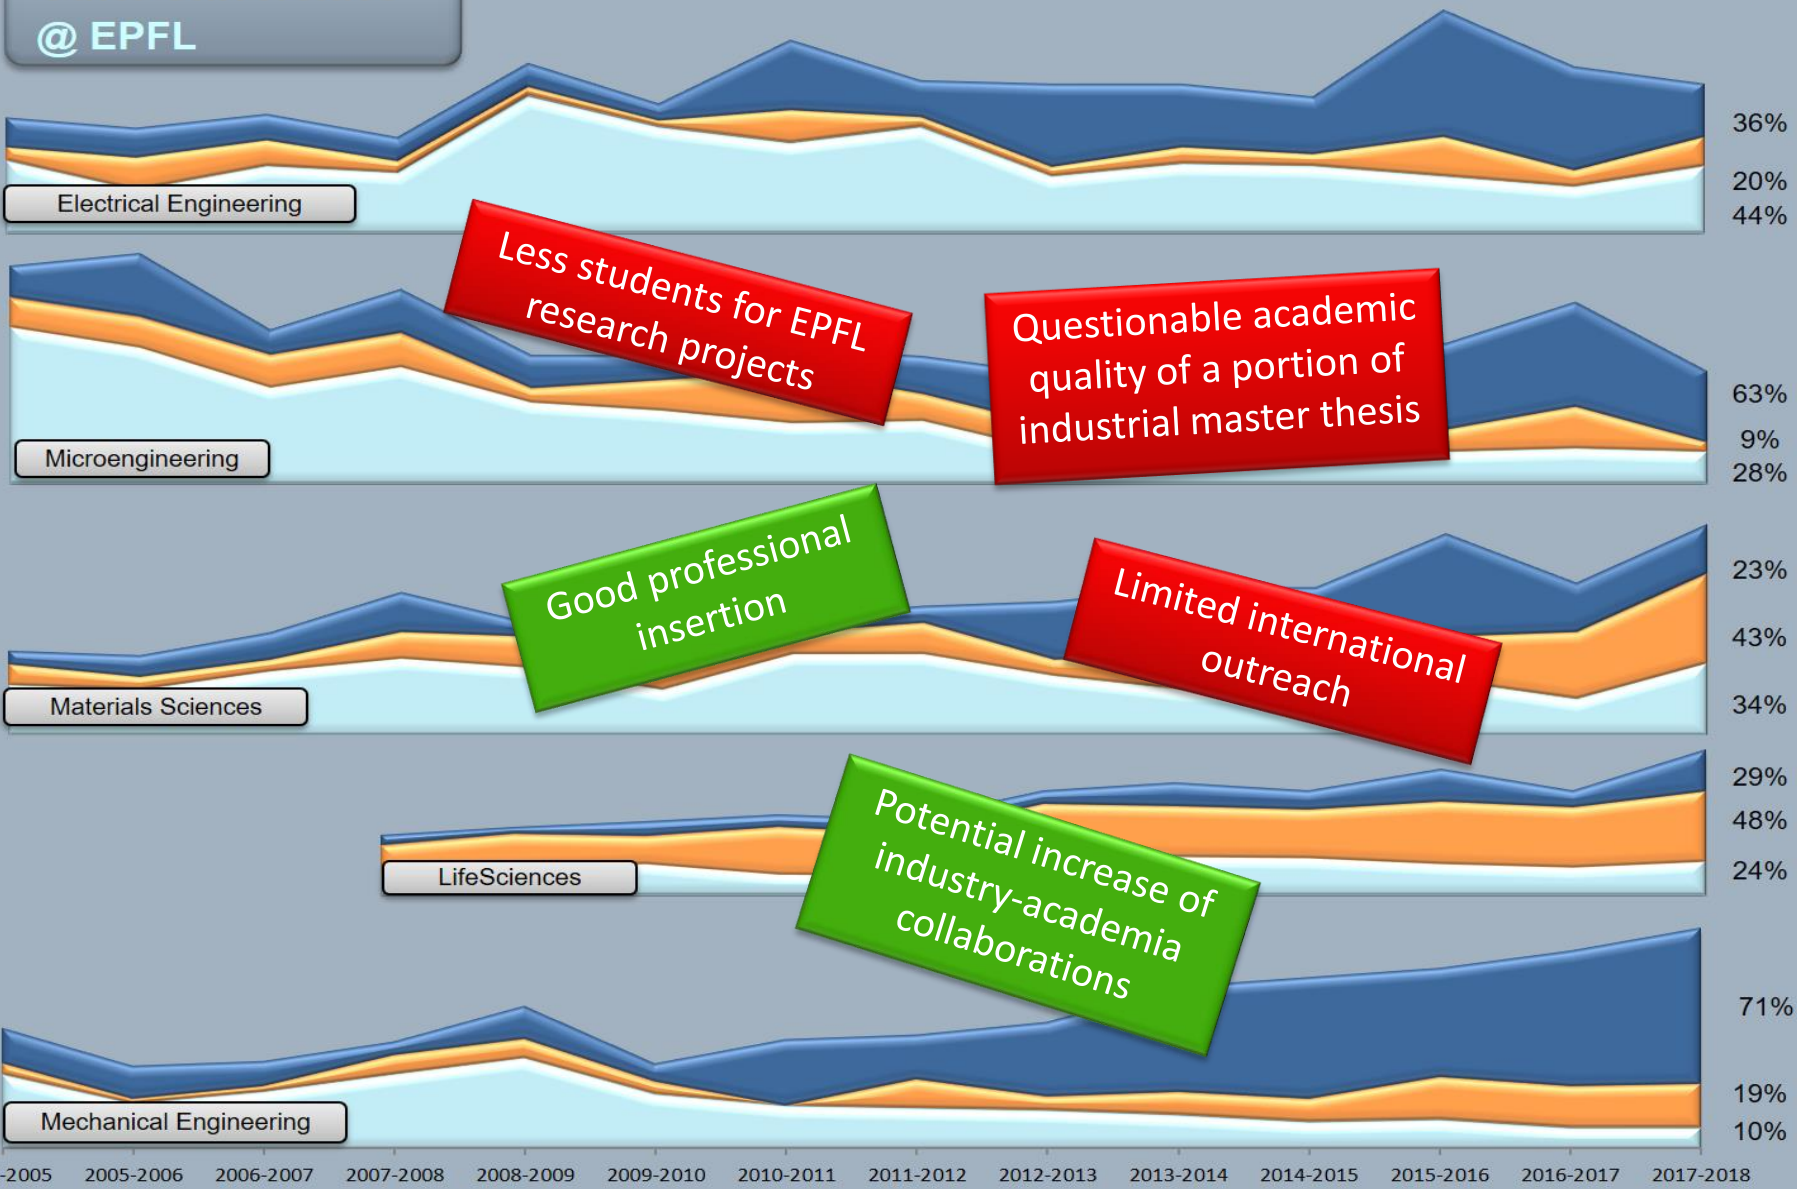 @ EPFL
36%
20%
44%
Electrical Engineering
Less students for EPFL
research projects
Questionable academic
quality of a portion of
industrial master thesis
63%
9%
28%
Microengineering
Good professional
insertion
Limited international
outreach
23%
43%
34%
Materials Sciences
Potential increase of
industry-academia
collaborations
29%
48%
24%
LifeSciences
71%
19%
10%
Mechanical Engineering
-2005 2005-2006 2006-2007 2007-2008 2008-2009 2009-2010 2010-2011 2011-2012 2012-2013 2013-2014 2014-2015 2015-2016 2016-2017 2017-2018